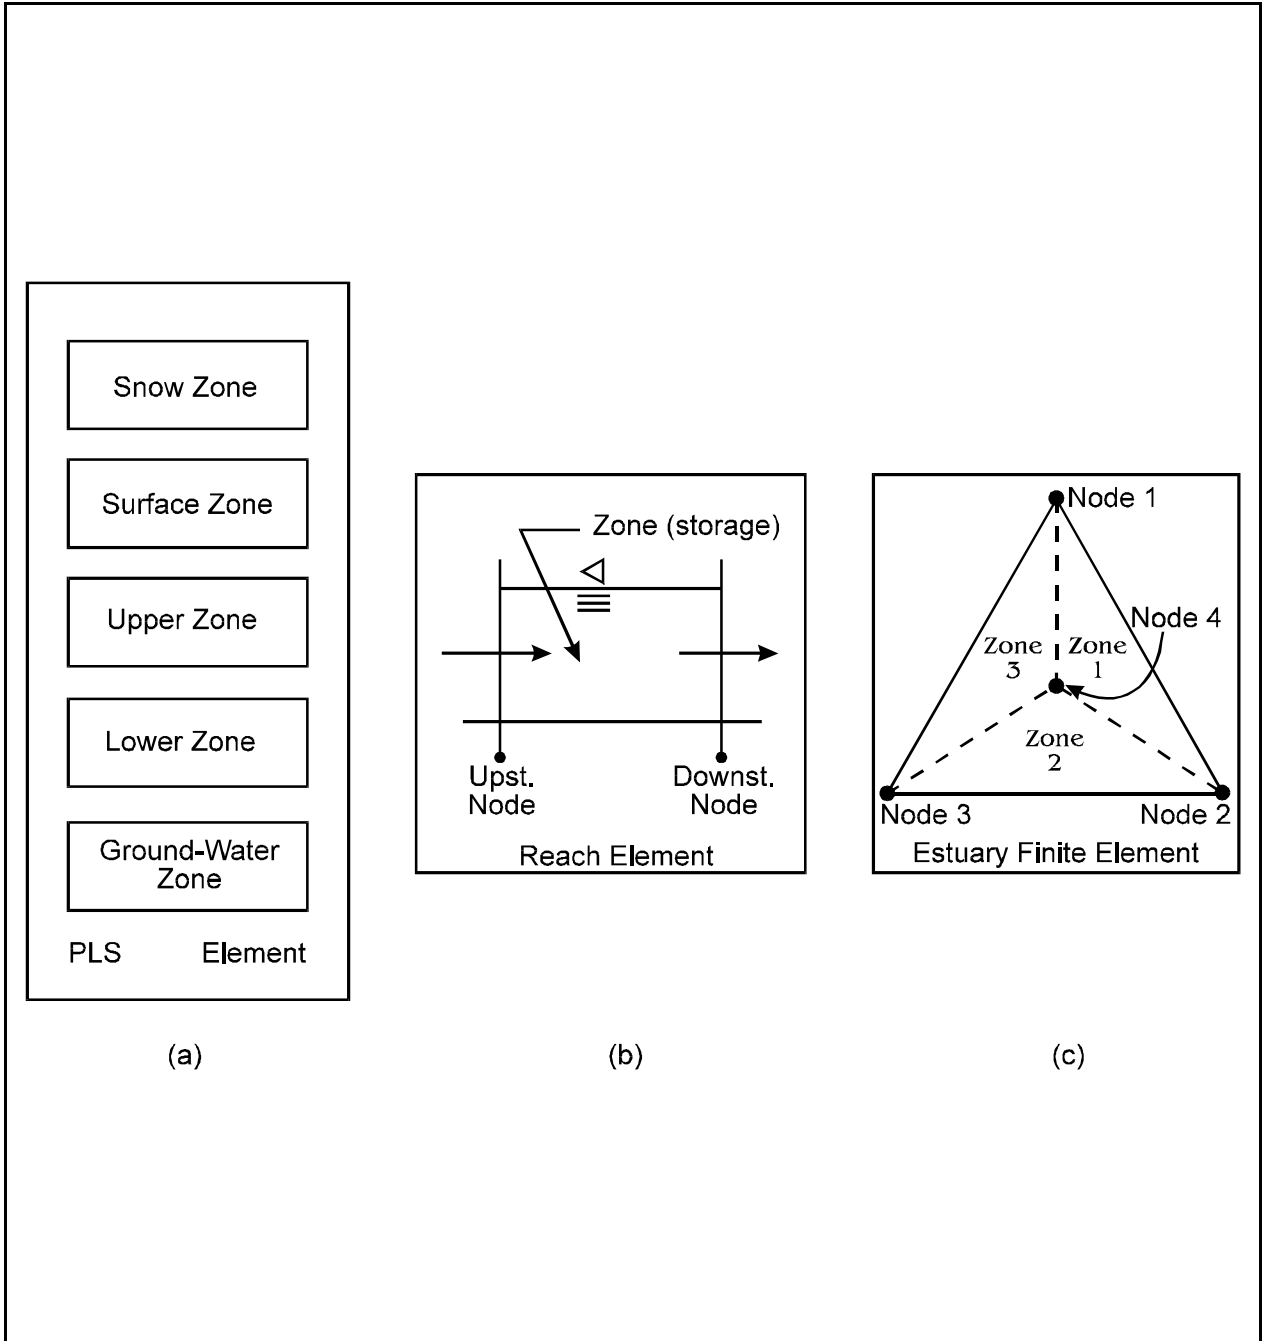 Snow Zone
Surface Zone
Upper Zone
Lower Zone
Ground-Water
Zone
PLS Element
(a)
Zone (storage)
Upst.
Node
Downst.
Node
Reach Element
(b)
Node 1
Node 4
Zone
3
Zone
1
Zone
2
Node 3
Node 2
Estuary Finite Element
(c)